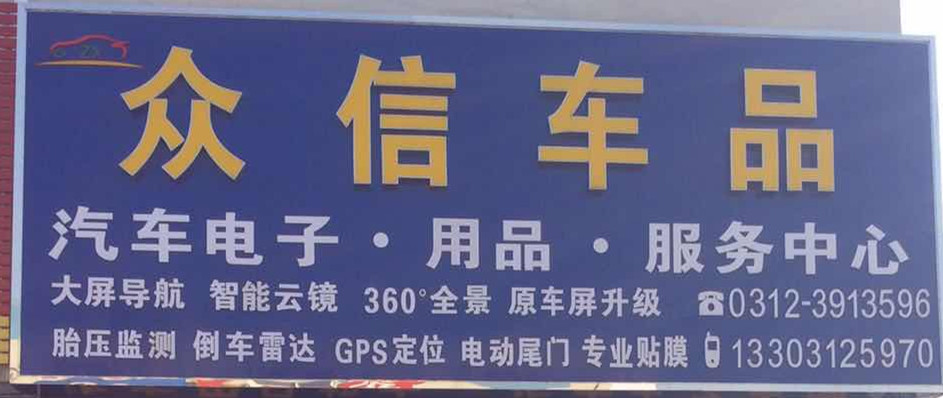 众信车品
汽车电子·用品·服务中心
大屏导航 智能云镜 360°全景 原车屏升级 ☎0312-3913596
胎压监测 倒车雷达 GPS定位 电动尾门 专业贴膜 13303125970